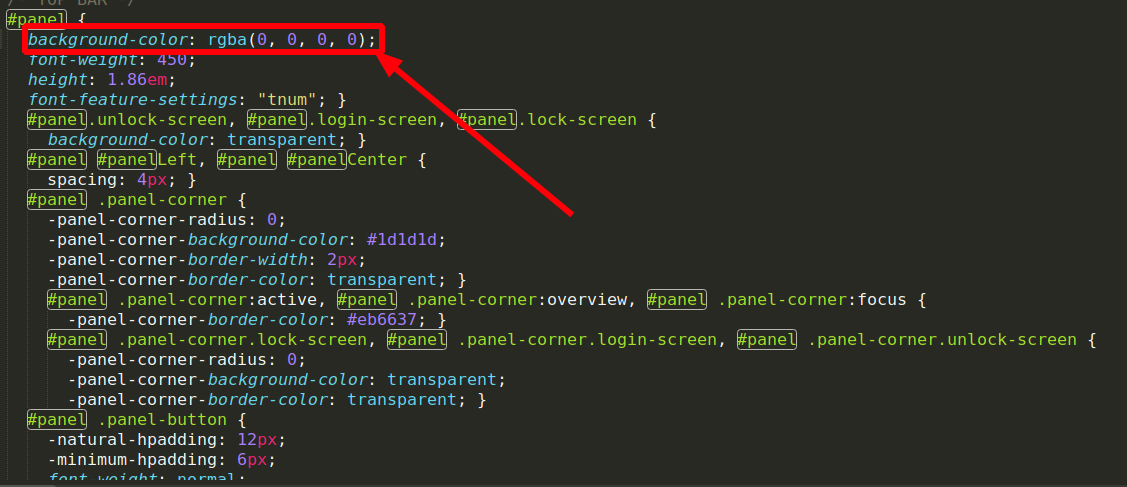 /* TOP BAR */
#panel {
background-color: rgba(0, 0, 0, 0);
font-weight: 450;
height: 1.86em;
font-feature-settings: "tnum"; }
#panel.unlock-screen, #panel.login-screen, #panel.lock-screen {
background-color: transparent; }
#panel #panelLeft, #panel #panelCenter {
spacing: 4px; }
#panel .panel-corner {
-panel-corner-radius: 0;
-panel-corner-background-color: #1d1d1d;
-panel-corner-border-width: 2px;
-panel-corner-border-color: transparent; }
#panel .panel-corner:active, #panel .panel-corner:overview, #panel .panel-corner:focus {
-panel-corner-border-color: #eb6637; }
#panel .panel-corner.lock-screen, #panel .panel-corner.login-screen, #panel .panel-corner.unlock-screen {
-panel-corner-radius: 0;
-panel-corner-background-color: transparent;
-panel-corner-border-color: transparent; }
#panel .panel-button {
-natural-hpadding: 12px;
-minimum-hpadding: 6px;
font-weight: normal;